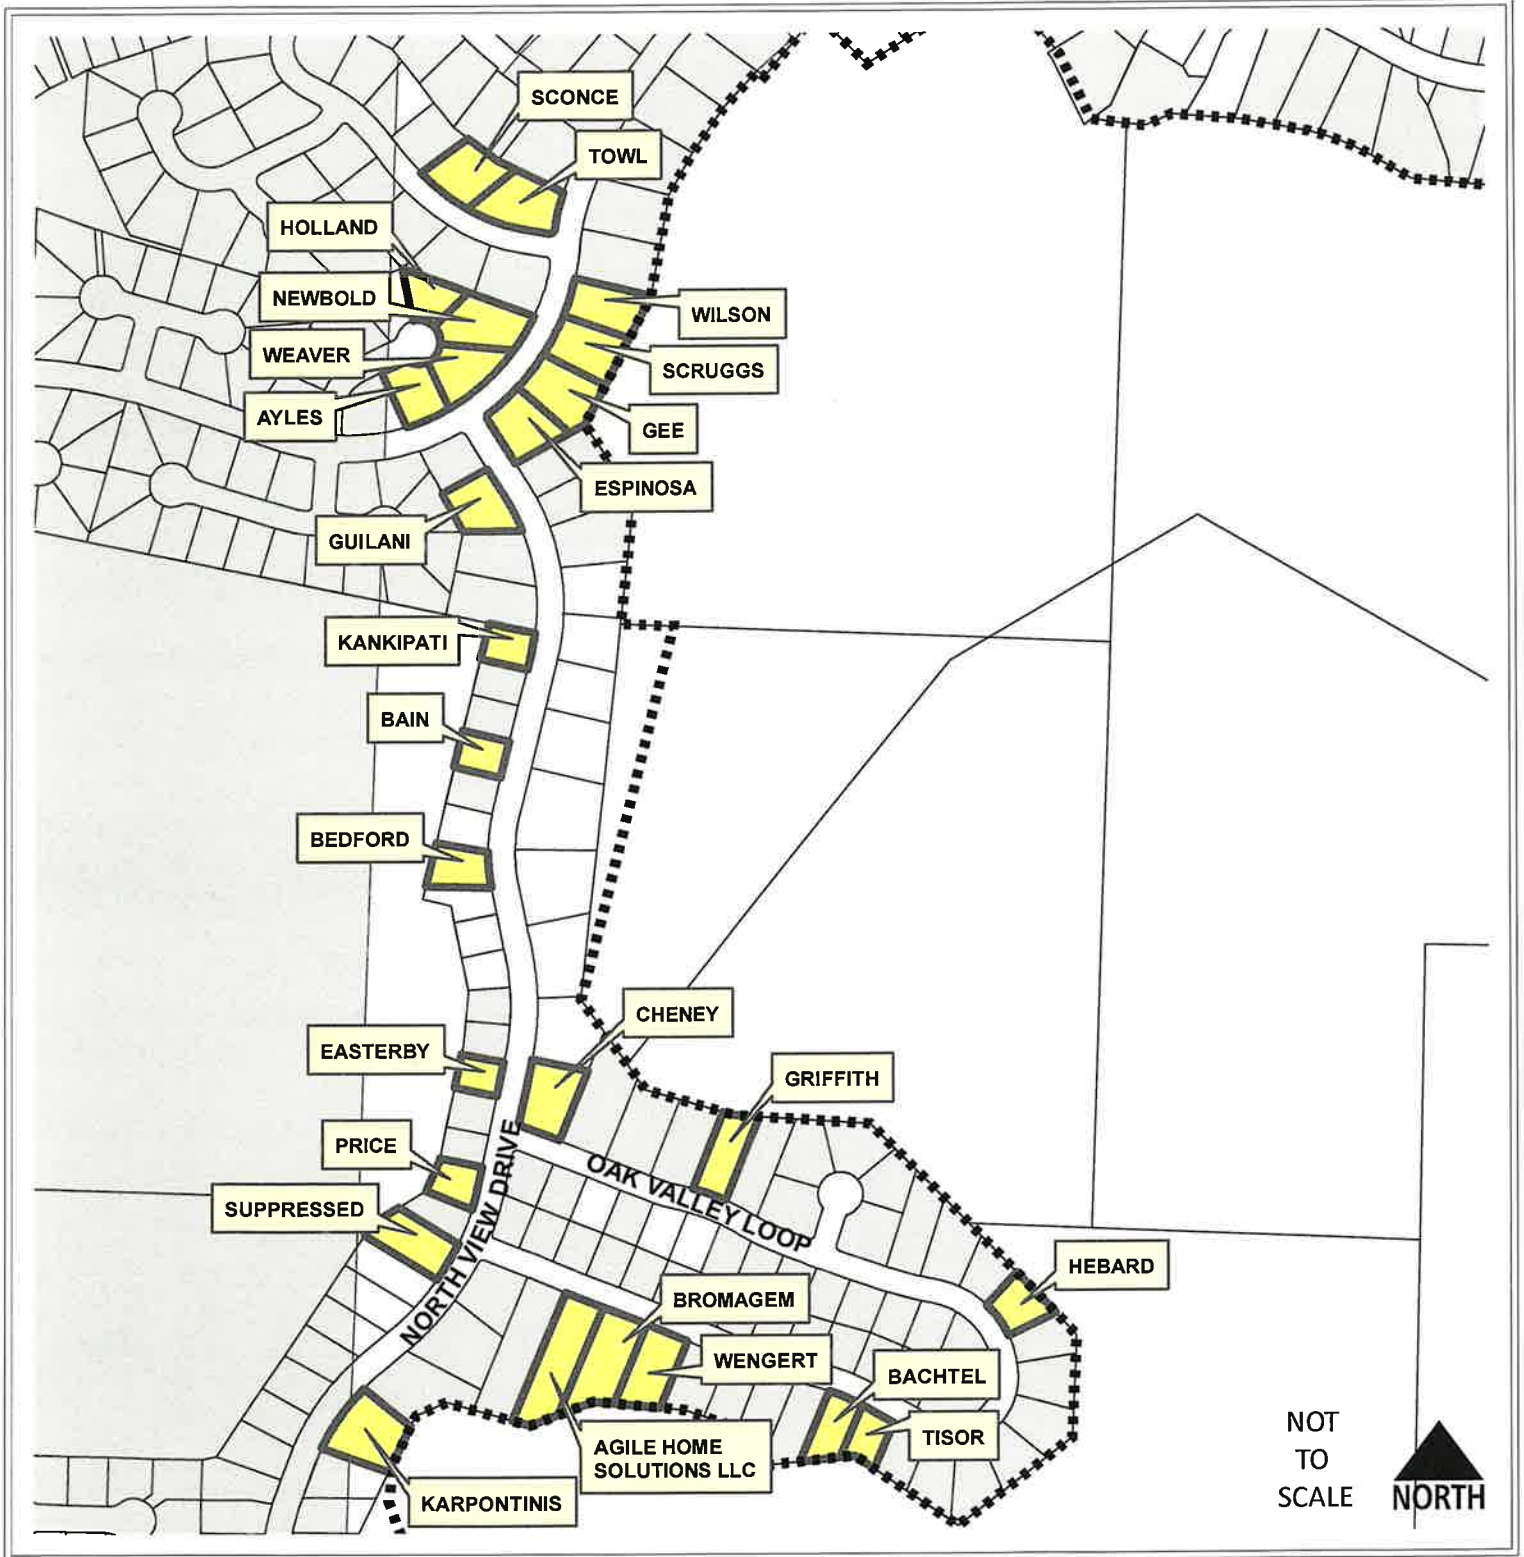 SCONCE
TOWL
HOLLAND
NEWBOLD
WILSON
WEAVER
SCRUGGS
AYLES
GEE
ESPINOSA
GUILANI
KANKIPATI
BAIN
BEDFORD
CHENEY
EASTERBY
GRIFFITH
PRICE
OAK VALLEY LOOP
SUPPRESSED
NORTH VIEW DRIVE
HEBARD
BROMAGEM
WENGERT
BACHTEL
TISOR
AGILE HOME
SOLUTIONS LLC
KARPONTINIS
NOT
TO
SCALE
NORTH